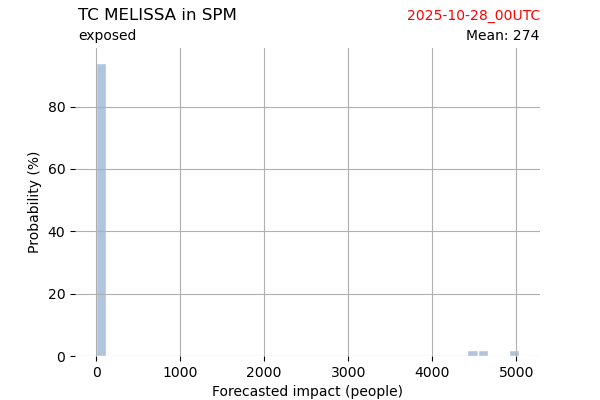 TC MELISSA in SPM
2025-10-28_00UTC
exposed
Mean: 274
Probability (%)
80
60
40
20
0
0 1000 2000 3000 4000 5000
Forecasted impact (people)